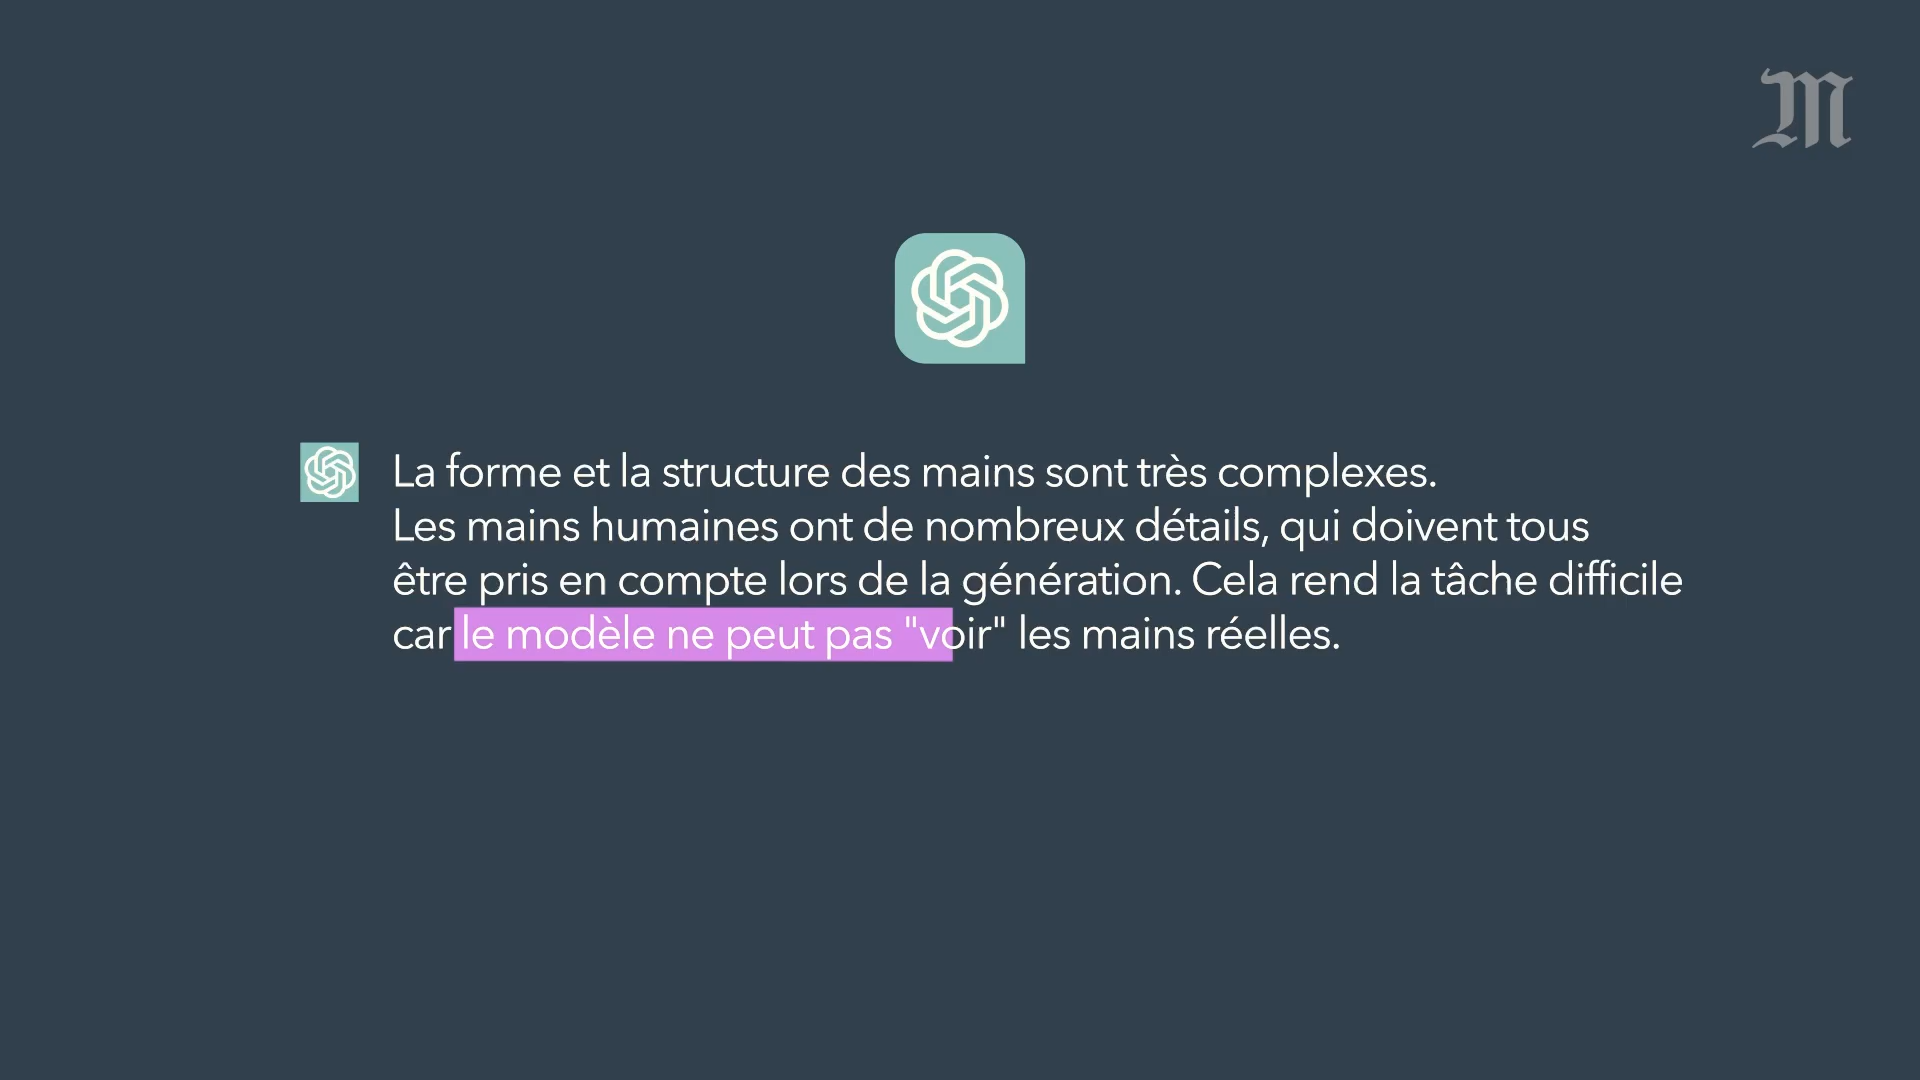 M
La forme et la structure des mains sont très complexes.
Les mains humaines ont de nombreux détails, qui doivent tous
être pris en compte lors de la génération. Cela rend la tâche difficile
car le modèle ne peut pas "voir" les mains réelles.